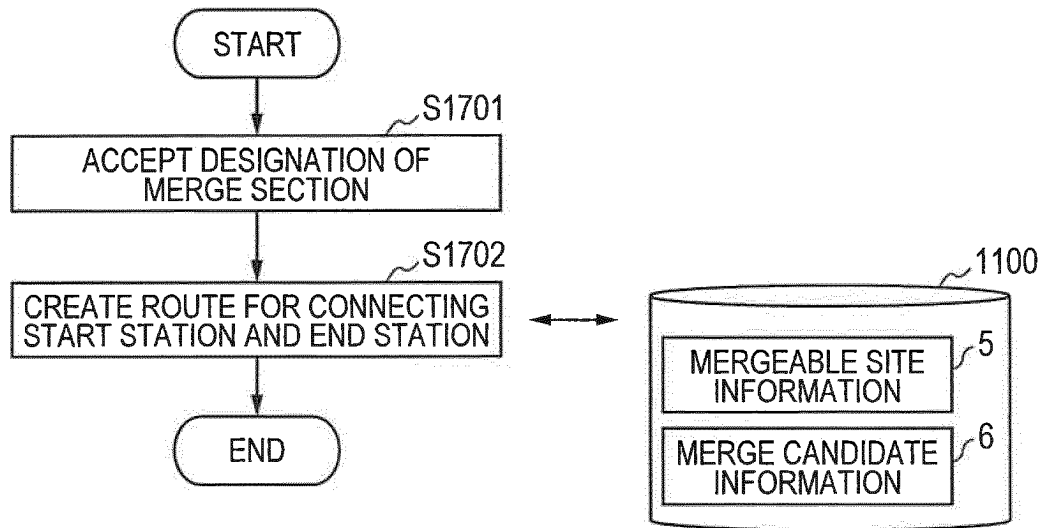 START
S1701
ACCEPT DESIGNATION OF
MERGE SECTION
S1702
CREATE ROUTE FOR CONNECTING
START STATION AND END STATION
END
1100
5
MERGEABLE SITE
INFORMATION
6
MERGE CANDIDATE
INFORMATION